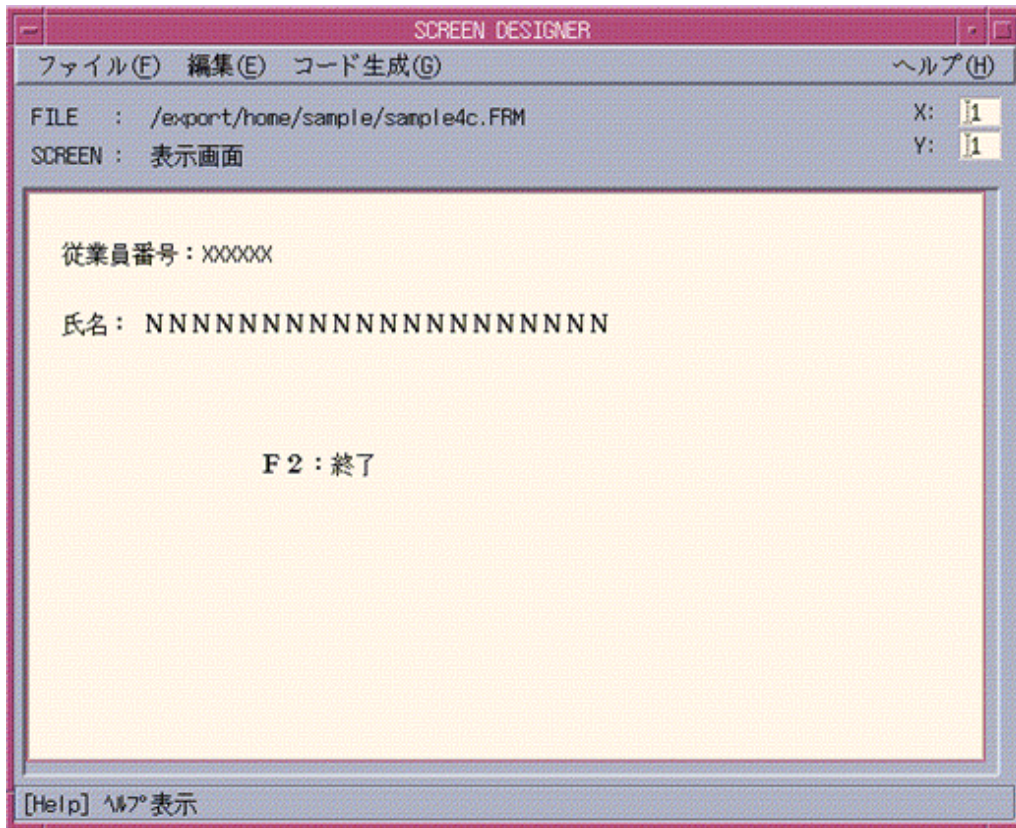 SCREEN DESIGNER
ファイル(F) 編集(E) コード生成(G) ヘルプ(H)
FILE : /export/home/sample/sample4c.FRM X: 1
SCREEN : 表示画面 Y: 1
従業員番号：XXXXXX
氏名： ＮＮＮＮＮＮＮＮＮＮＮＮＮＮＮＮＮＮＮＮ
Ｆ２：終了
[Help] ﾍﾙﾌﾟ表示